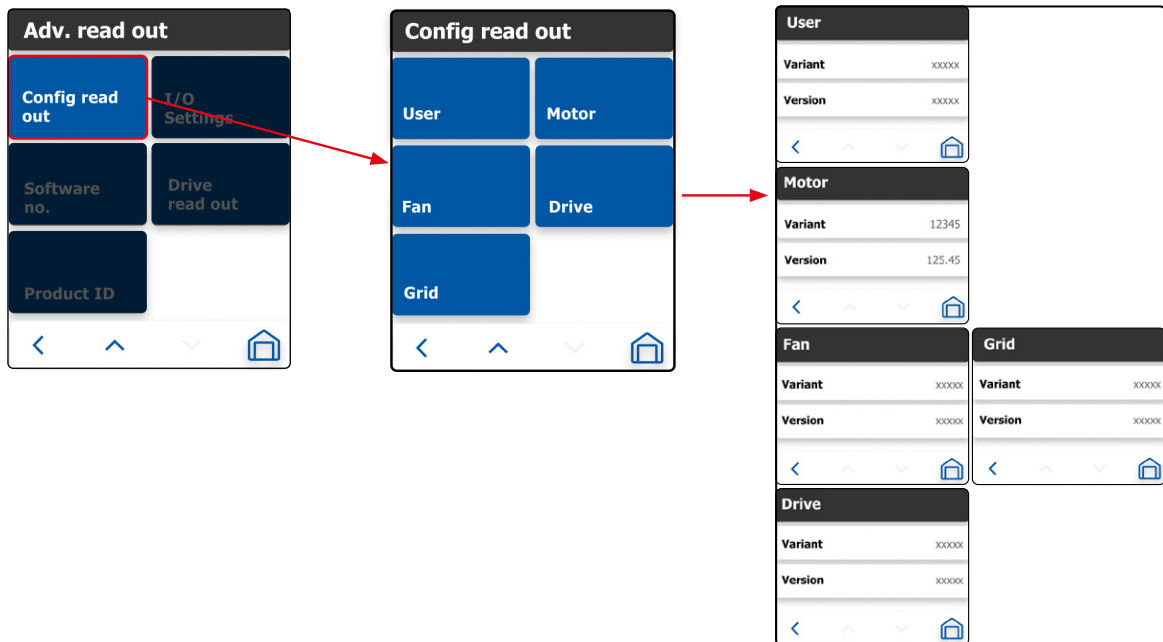 Adv. read out
Config read
out
I/O
Settings
Software
no.
Drive
read out
Product ID
Config read out
User
Motor
Fan
Drive
Grid
User
Variant xxxxx
Version xxxxx
Motor
Variant 12345
Version 125.45
Fan
Variant xxxxx
Version xxxxx
Grid
Variant xxxxx
Version xxxxx
Drive
Variant xxxxx
Version xxxxx